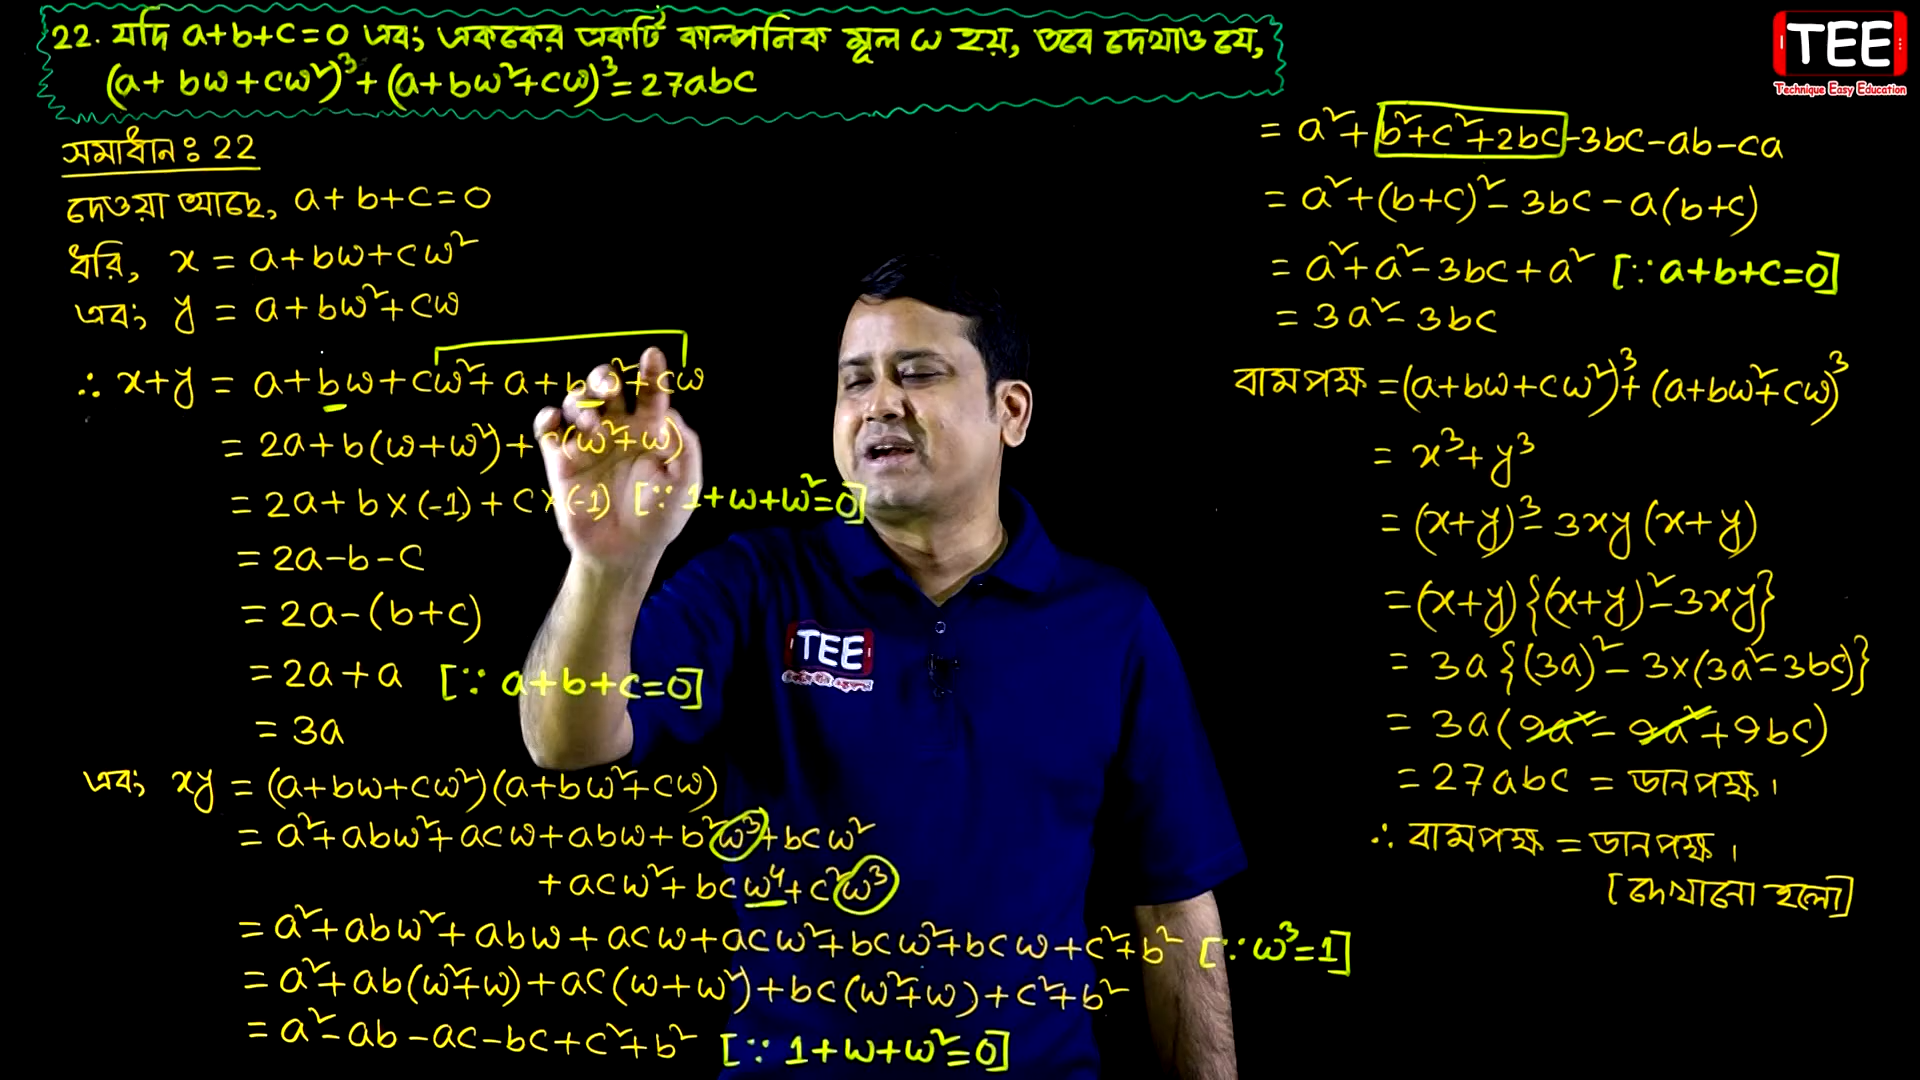 22. যদি a+b+c=0 এবং এককের একটি কাল্পনিক মূল ω হয়, তবে দেখাও যে,
(a+bω+cω²)³+(a+bω²+cω)³=27abc
সমাধান: 22
দেওয়া আছে, a+b+c=0
ধরি, x = a+bω+cω²
এবং y = a+bω²+cω
∴ x+y = a+bω+cω²+a+bω²+cω
= 2a+b(ω+ω²)+c(ω²+ω)
= 2a+b×(-1)+c×(-1) [∵ 1+ω+ω²=0]
= 2a-b-c
= 2a-(b+c)
= 2a+a [∵ a+b+c=0]
= 3a
এবং xy = (a+bω+cω²)(a+bω²+cω)
= a²+abω²+acω+abω+b²ω³+bcω²
+acω²+bcω⁴+c²ω³
= a²+abω²+abω+acω+acω²+bcω²+bcω+c²+b² [∵ω³=1]
= a²+ab(ω²+ω)+ac(ω+ω²)+bc(ω²+ω)+c²+b²
= a²-ab-ac-bc+c²+b² [∵ 1+ω+ω²=0]
= a²+b²+c²+2bc-3bc-ab-ca
= a²+(b+c)²-3bc-a(b+c)
= a²+a²-3bc+a² [∵a+b+c=0]
= 3a²-3bc
বামপক্ষ =(a+bω+cω²)³+(a+bω²+cω)³
= x³+y³
= (x+y)³-3xy(x+y)
=(x+y){(x+y)²-3xy}
= 3a{(3a)²-3×(3a²-3bc)}
= 3a(9a²-9a²+9bc)
= 27abc = ডানপক্ষ।
∴ বামপক্ষ = ডানপক্ষ।
[দেখানো হলো]
TEE
Technique Easy Education
TEE